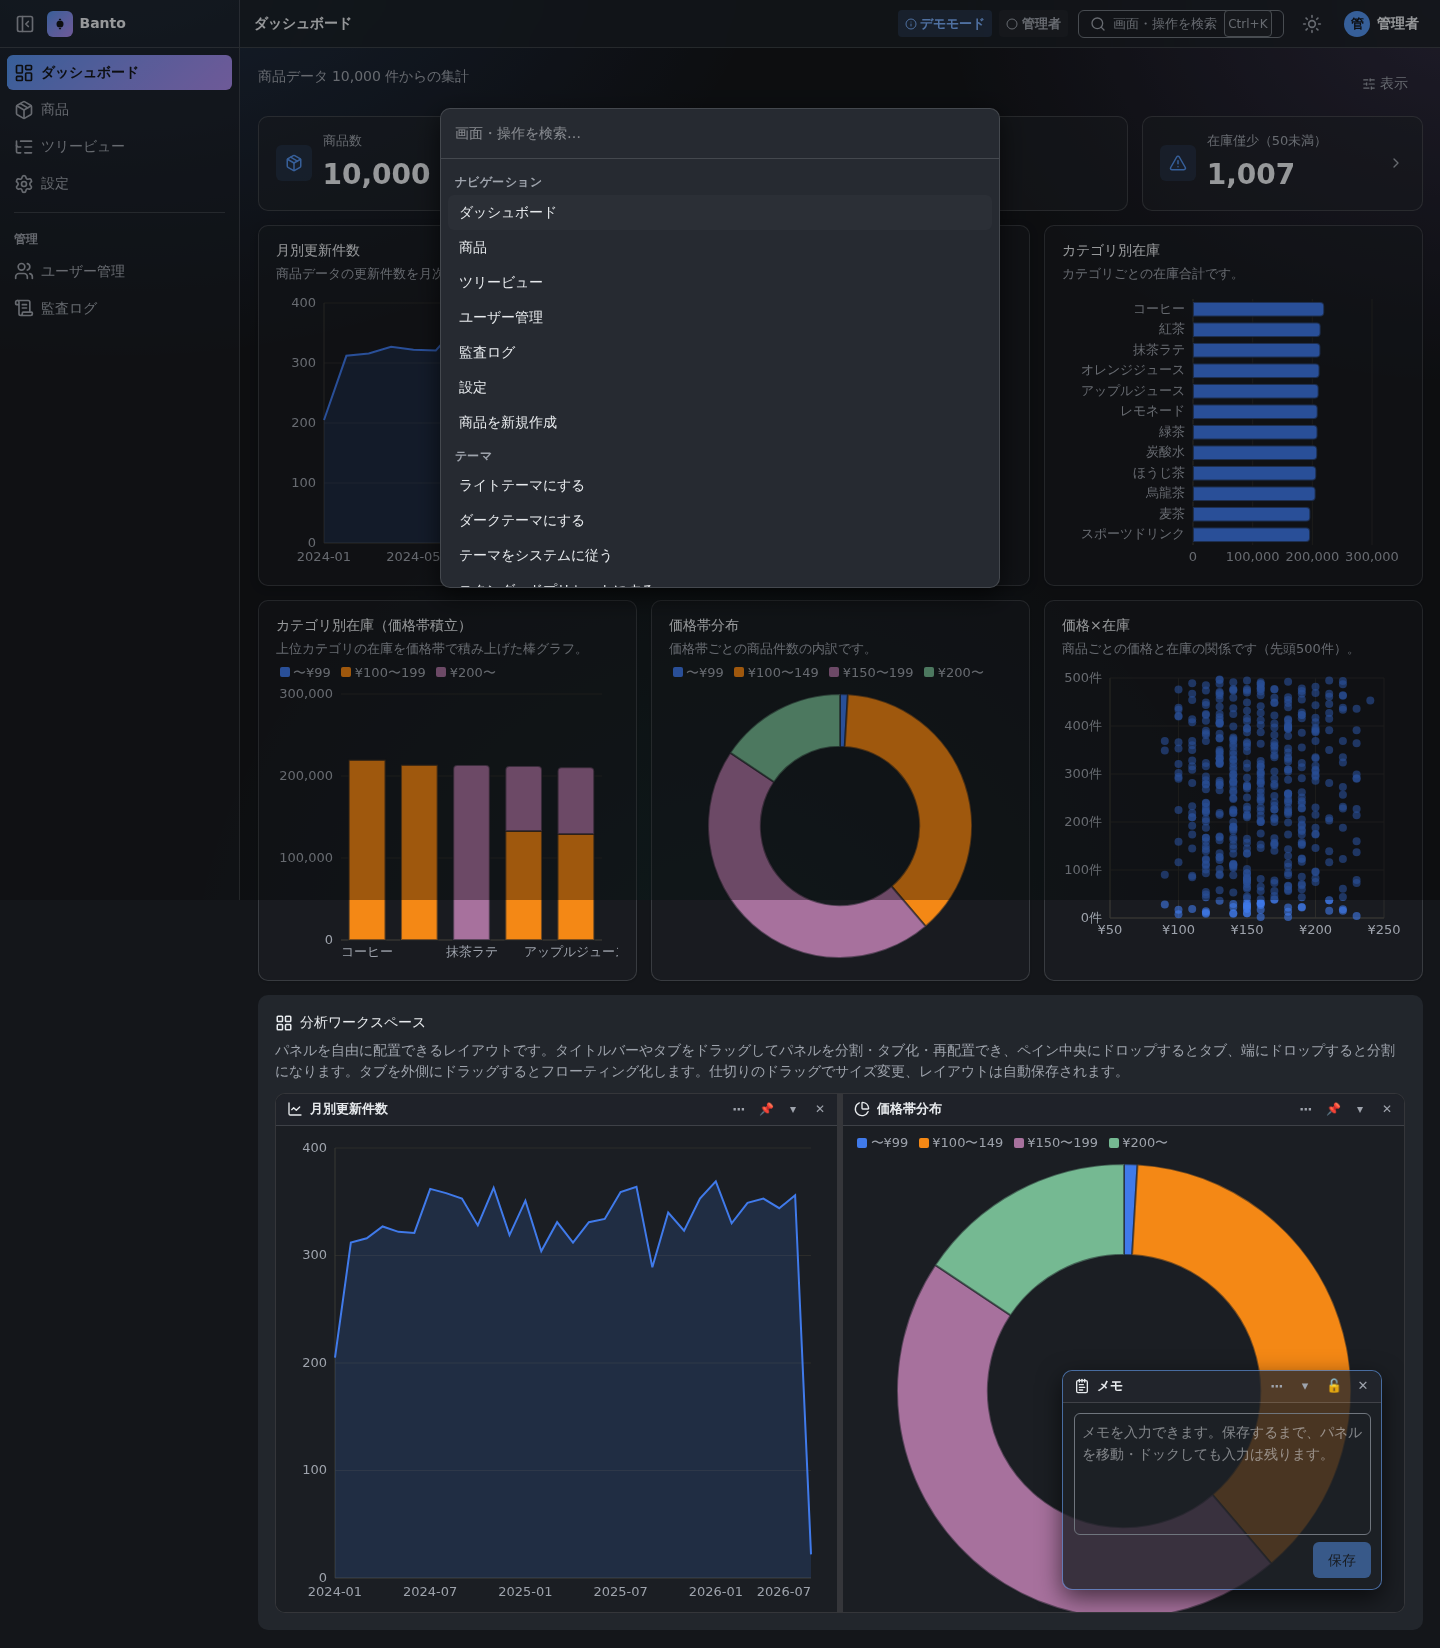 Banto
ダッシュボード
デモモード
管理者
画面・操作を検索
Ctrl+K
管
管理者
ダッシュボード
商品
ツリービュー
設定
管理
ユーザー管理
監査ログ
商品データ 10,000 件からの集計
表示
商品数
10,000
在庫僅少（50未満）
1,007
画面・操作を検索...
ナビゲーション
ダッシュボード
商品
ツリービュー
ユーザー管理
監査ログ
設定
商品を新規作成
テーマ
ライトテーマにする
ダークテーマにする
テーマをシステムに従う
月別更新件数
商品データの更新件数を月次
400
300
200
100
0
2024-01
2024-05
カテゴリ別在庫
カテゴリごとの在庫合計です。
コーヒー
紅茶
抹茶ラテ
オレンジジュース
アップルジュース
レモネード
緑茶
炭酸水
ほうじ茶
烏龍茶
麦茶
スポーツドリンク
0
100,000
200,000
300,000
カテゴリ別在庫（価格帯積立）
上位カテゴリの在庫を価格帯で積み上げた棒グラフ。
〜¥99
¥100〜199
¥200〜
300,000
200,000
100,000
0
コーヒー
抹茶ラテ
アップルジュー
価格帯分布
価格帯ごとの商品件数の内訳です。
〜¥99
¥100〜149
¥150〜199
¥200〜
価格×在庫
商品ごとの価格と在庫の関係です（先頭500件）。
500件
400件
300件
200件
100件
0件
¥50
¥100
¥150
¥200
¥250
分析ワークスペース
パネルを自由に配置できるレイアウトです。タイトルバーやタブをドラッグしてパネルを分割・タブ化・再配置でき、ペイン中央にドロップするとタブ、端にドロップすると分割
になります。タブを外側にドラッグするとフローティング化します。仕切りのドラッグでサイズ変更、レイアウトは自動保存されます。
月別更新件数
400
300
200
100
0
2024-01
2024-07
2025-01
2025-07
2026-01
2026-07
価格帯分布
〜¥99
¥100〜149
¥150〜199
¥200〜
メモ
メモを入力できます。保存するまで、パネル
を移動・ドックしても入力は残ります。
保存